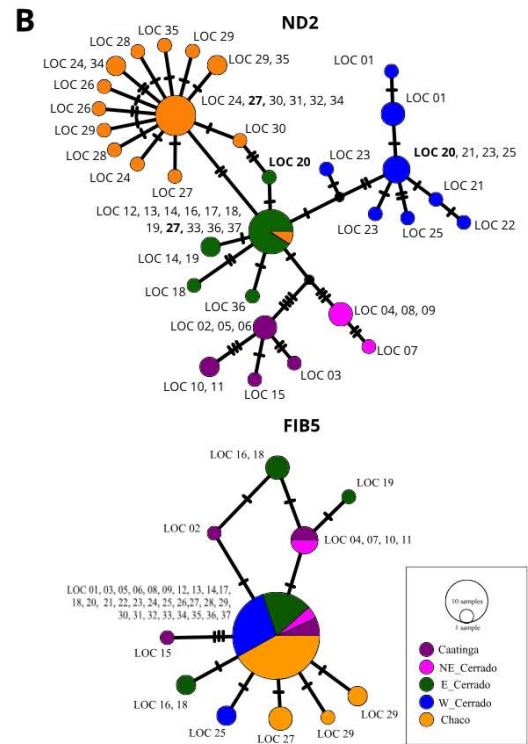 B
ND2
LOC 35
LOC 28
LOC 29
LOC 24, 34
LOC 29, 35
LOC 26
LOC 26
LOC 24, 27, 30, 31, 32, 34
LOC 29
LOC 30
LOC 28
LOC 24
LOC 27
LOC 20
LOC 01
LOC 01
LOC 20, 21, 23, 25
LOC 23
LOC 21
LOC 23
LOC 25
LOC 22
LOC 12, 13, 14, 16, 17, 18,
19, 27, 33, 36, 37
LOC 14, 19
LOC 18
LOC 36
LOC 02, 05, 06
LOC 04, 08, 09
LOC 07
LOC 03
LOC 10, 11
LOC 15
FIB5
LOC 16, 18
LOC 19
LOC 02
LOC 04, 07, 10, 11
LOC 01, 03, 05, 06, 08, 09, 12, 13, 14,17,
18, 20, 21, 22, 23, 24, 25, 26,27, 28, 29,
30, 31, 32, 33, 34, 35, 36, 37
LOC 15
LOC 16, 18
LOC 25
LOC 27
LOC 29
LOC 29
10 samples
1 sample
Caatinga
NE_Cerrado
E_Cerrado
W_Cerrado
Chaco